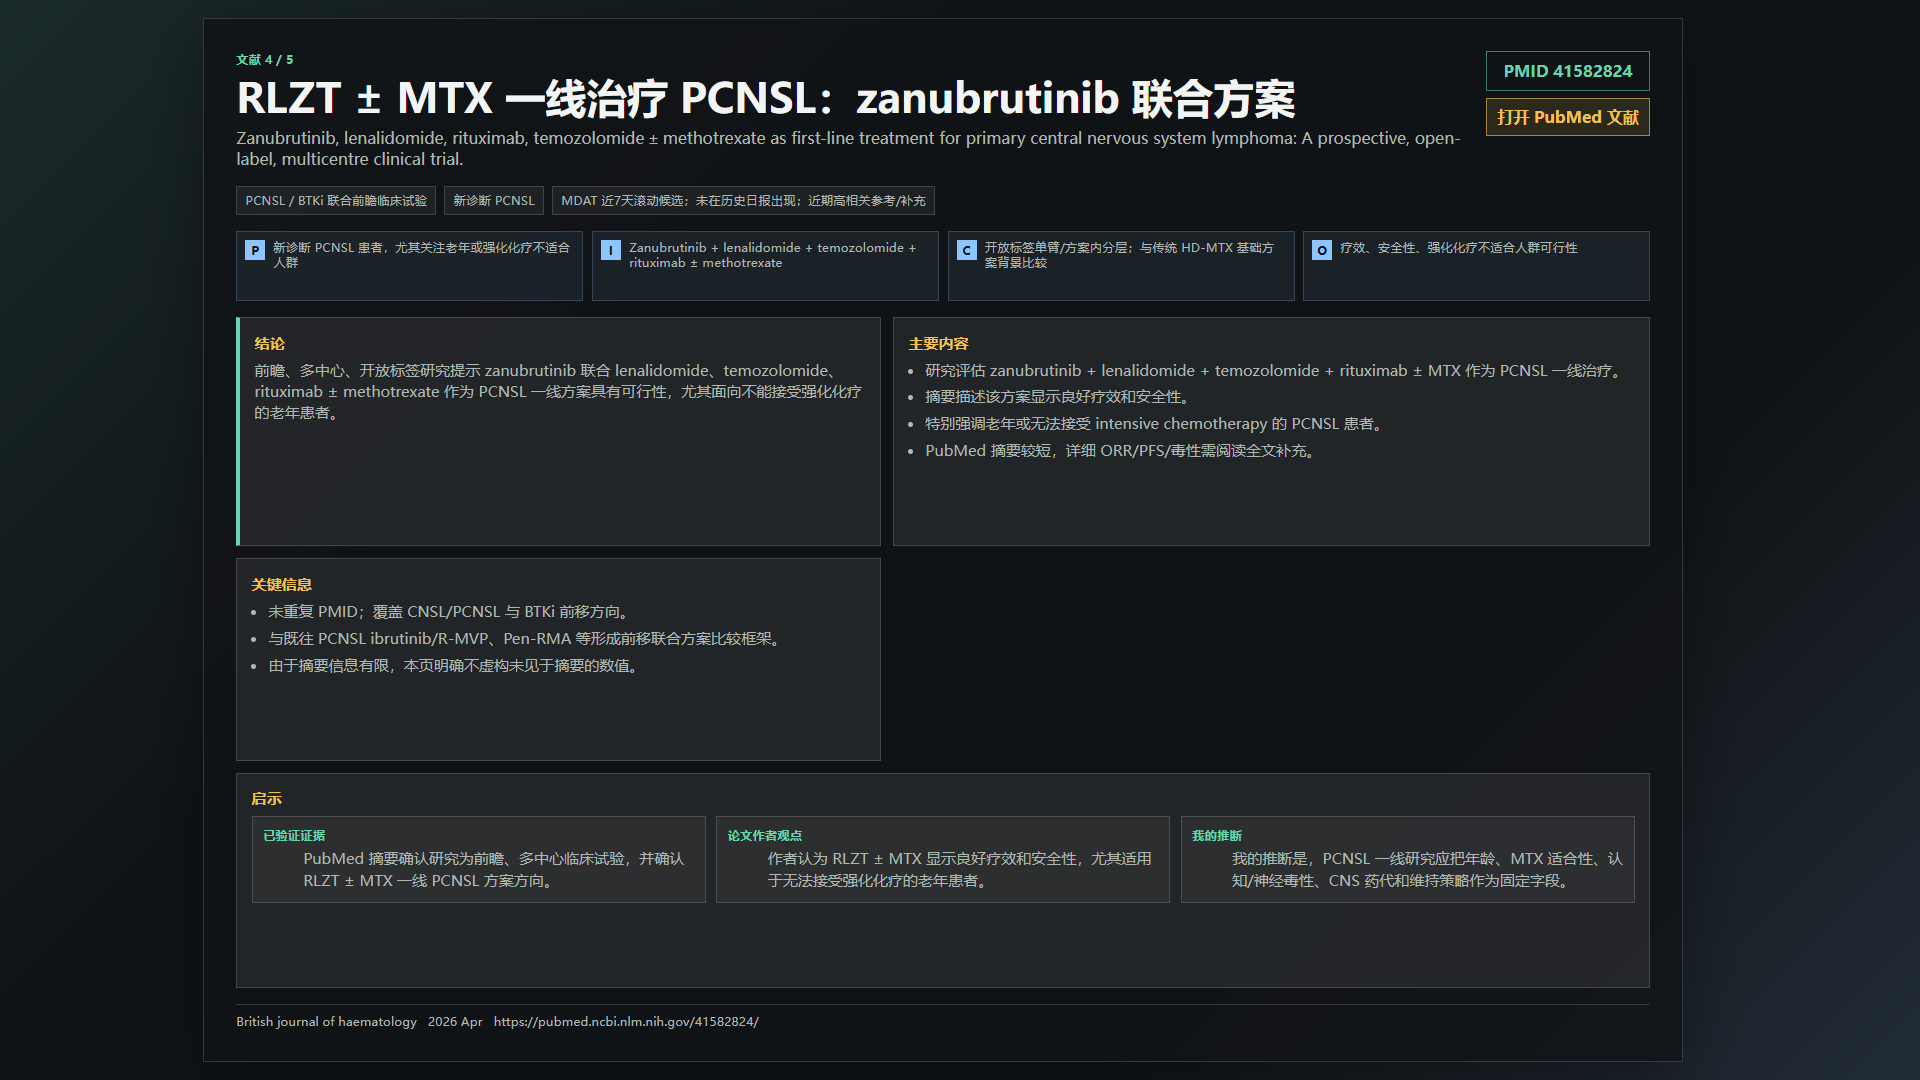 文献 4 / 5
RLZT ± MTX 一线治疗 PCNSL：zanubrutinib 联合方案
Zanubrutinib, lenalidomide, rituximab, temozolomide ± methotrexate as first-line treatment for primary central nervous system lymphoma: A prospective, open-
label, multicentre clinical trial.
PMID 41582824
打开 PubMed 文献
PCNSL / BTKi 联合前瞻临床试验
新诊断 PCNSL
MDAT 近7天滚动候选；未在历史日报出现；近期高相关参考/补充
P
新诊断 PCNSL 患者，尤其关注老年或强化化疗不适合
人群
I
Zanubrutinib + lenalidomide + temozolomide +
rituximab ± methotrexate
C
开放标签单臂/方案内分层；与传统 HD-MTX 基础方
案背景比较
O
疗效、安全性、强化化疗不适合人群可行性
结论
前瞻、多中心、开放标签研究提示 zanubrutinib 联合 lenalidomide、temozolomide、
rituximab ± methotrexate 作为 PCNSL 一线方案具有可行性，尤其面向不能接受强化化疗
的老年患者。
主要内容
• 研究评估 zanubrutinib + lenalidomide + temozolomide + rituximab ± MTX 作为 PCNSL 一线治疗。
• 摘要描述该方案显示良好疗效和安全性。
• 特别强调老年或无法接受 intensive chemotherapy 的 PCNSL 患者。
• PubMed 摘要较短，详细 ORR/PFS/毒性需阅读全文补充。
关键信息
• 未重复 PMID；覆盖 CNSL/PCNSL 与 BTKi 前移方向。
• 与既往 PCNSL ibrutinib/R-MVP、Pen-RMA 等形成前移联合方案比较框架。
• 由于摘要信息有限，本页明确不虚构未见于摘要的数值。
启示
已验证证据
PubMed 摘要确认研究为前瞻、多中心临床试验，并确认
RLZT ± MTX 一线 PCNSL 方案方向。
论文作者观点
作者认为 RLZT ± MTX 显示良好疗效和安全性，尤其适用
于无法接受强化化疗的老年患者。
我的推断
我的推断是，PCNSL 一线研究应把年龄、MTX 适合性、认
知/神经毒性、CNS 药代和维持策略作为固定字段。
British journal of haematology 2026 Apr https://pubmed.ncbi.nlm.nih.gov/41582824/